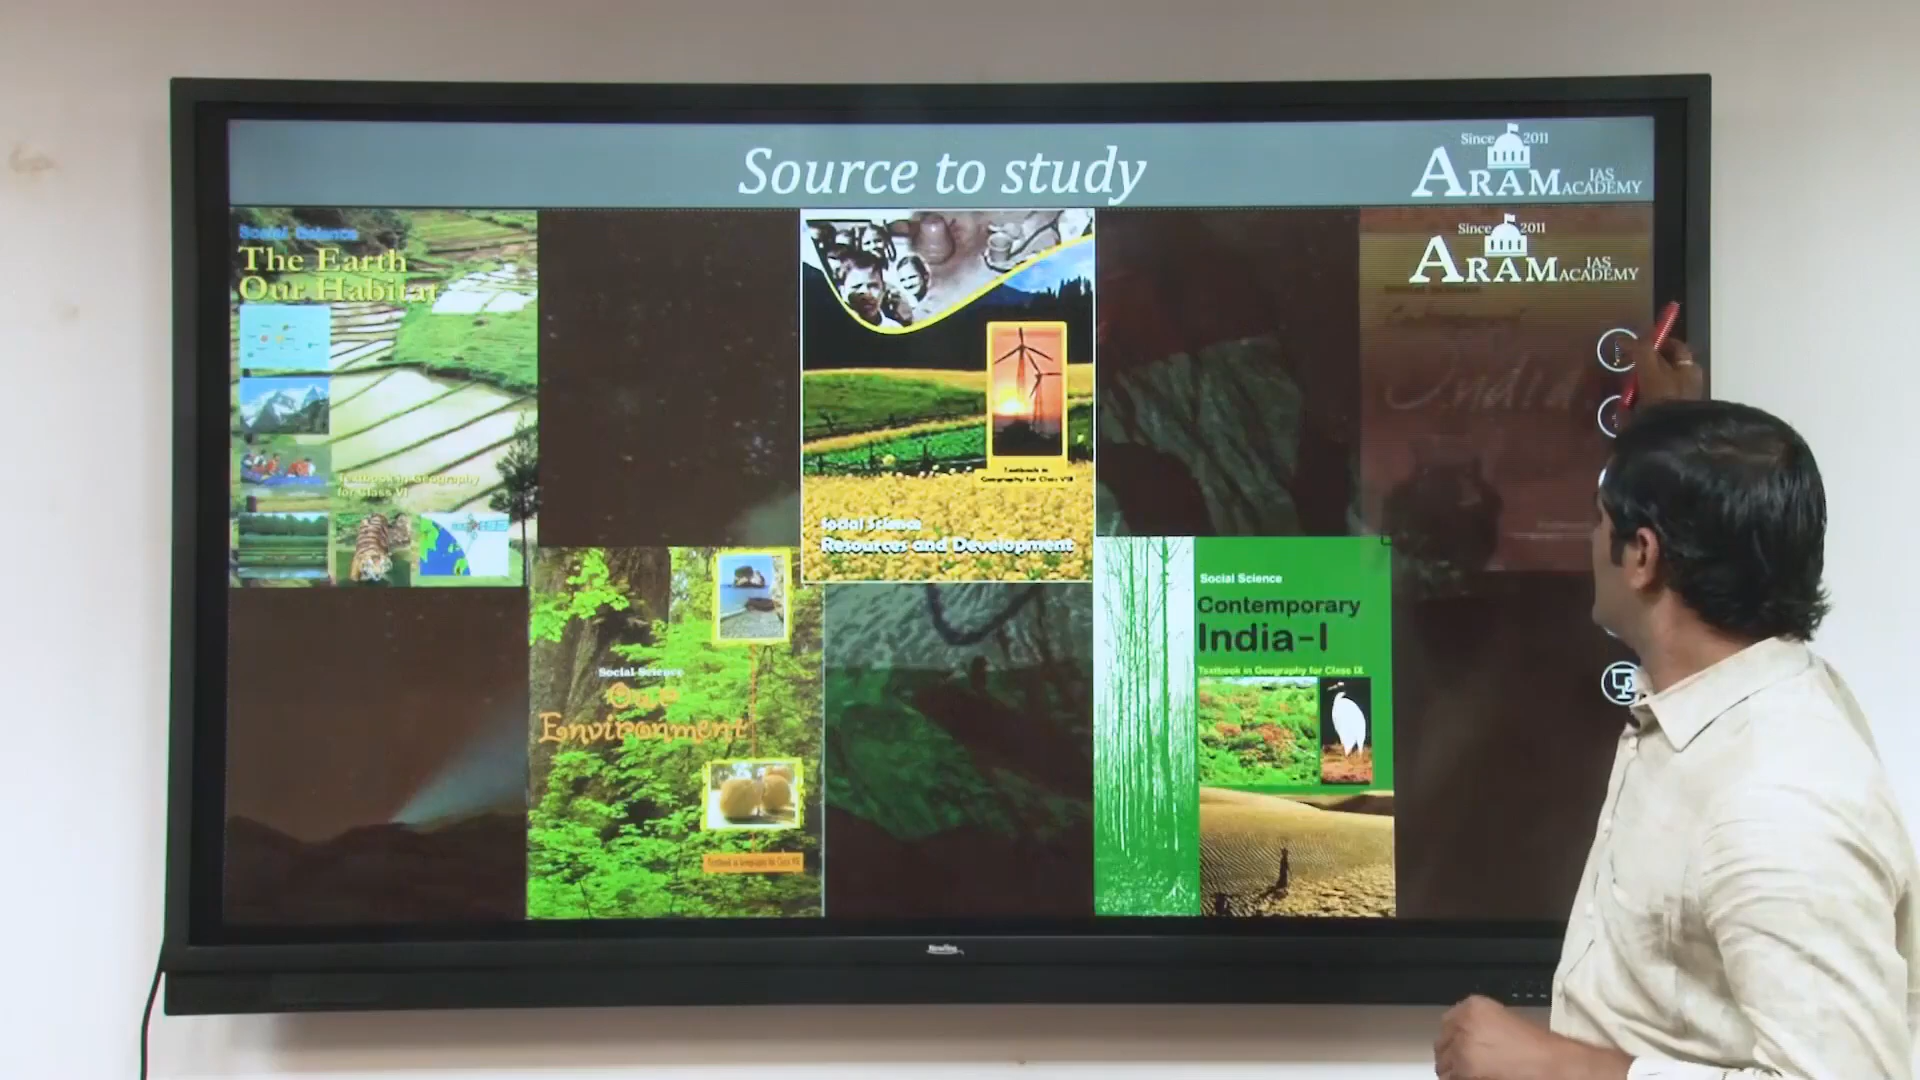 Source to study
Since 2011
ARAM IAS ACADEMY
Since 2011
ARAM IAS ACADEMY
Social Science
The Earth
Our Habitat
Textbook in Geography
for Class VI
Textbook in
Geography for Class VIII
Social Science
Resources and Development
Social Science
Our
Environment
Social Science
Contemporary
India-I
Textbook in Geography for Class IX
India